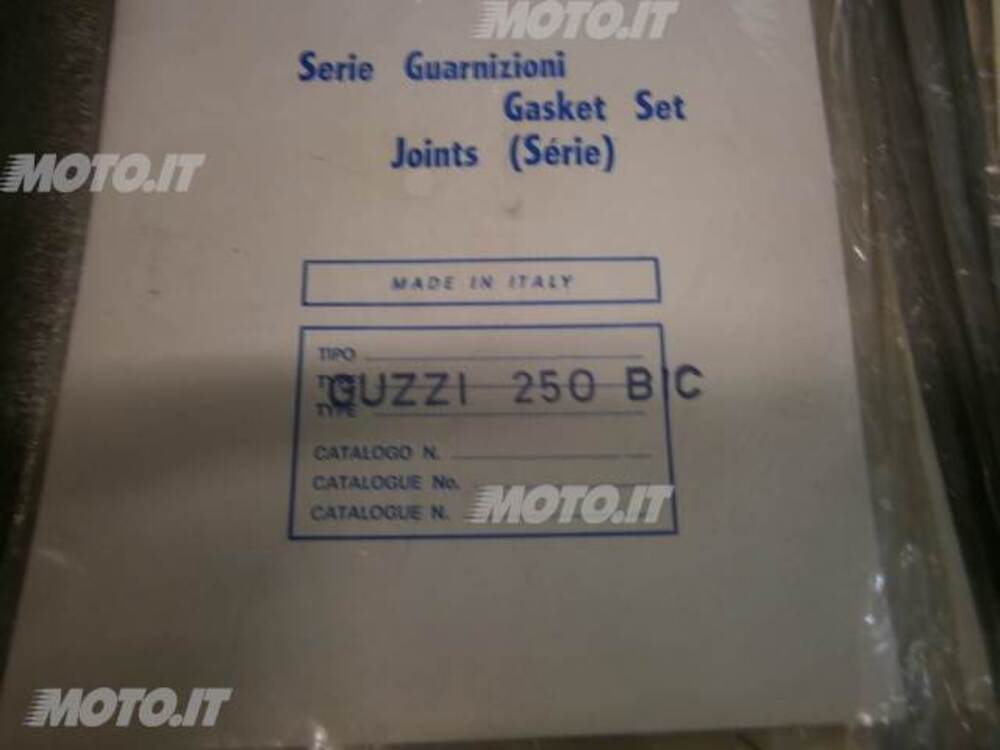 MOTO.IT
Serie Guarnizioni
Gasket Set
Joints (Série)
MOTO.IT
MADE IN ITALY
TIPO
GUZZI 250 BIC
TYPE
CATALOGO N.
CATALOGUE No.
CATALOGUE N.
MOTO.IT
MOTO.IT